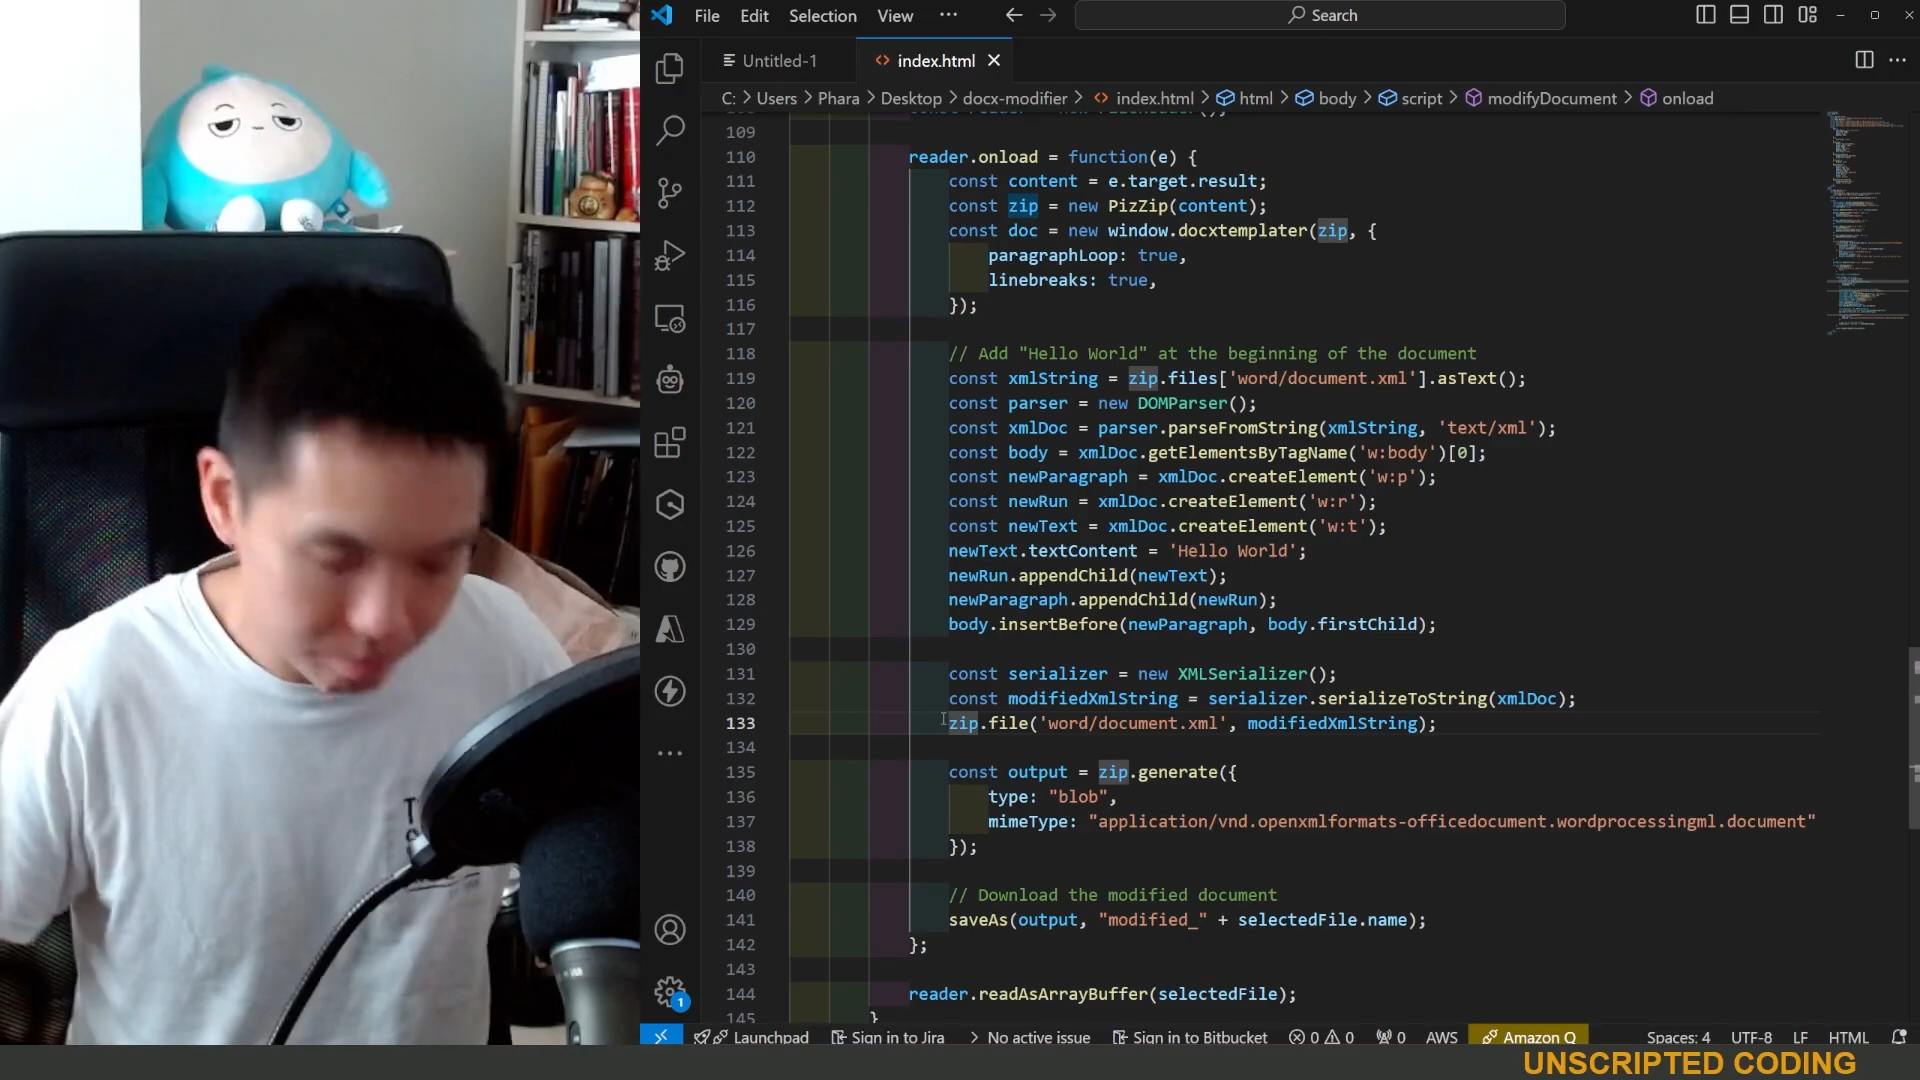 File Edit Selection View ··· Search
Untitled-1 index.html
C: > Users > Phara > Desktop > docx-modifier > index.html > html > body > script > modifyDocument > onload
109
110 reader.onload = function(e) {
111 const content = e.target.result;
112 const zip = new PizZip(content);
113 const doc = new window.docxtemplater(zip, {
114 paragraphLoop: true,
115 linebreaks: true,
116 });
117
118 // Add "Hello World" at the beginning of the document
119 const xmlString = zip.files['word/document.xml'].asText();
120 const parser = new DOMParser();
121 const xmlDoc = parser.parseFromString(xmlString, 'text/xml');
122 const body = xmlDoc.getElementsByTagName('w:body')[0];
123 const newParagraph = xmlDoc.createElement('w:p');
124 const newRun = xmlDoc.createElement('w:r');
125 const newText = xmlDoc.createElement('w:t');
126 newText.textContent = 'Hello World';
127 newRun.appendChild(newText);
128 newParagraph.appendChild(newRun);
129 body.insertBefore(newParagraph, body.firstChild);
130
131 const serializer = new XMLSerializer();
132 const modifiedXmlString = serializer.serializeToString(xmlDoc);
133 zip.file('word/document.xml', modifiedXmlString);
134
135 const output = zip.generate({
136 type: "blob",
137 mimeType: "application/vnd.openxmlformats-officedocument.wordprocessingml.document"
138 });
139
140 // Download the modified document
141 saveAs(output, "modified_" + selectedFile.name);
142 };
143
144 reader.readAsArrayBuffer(selectedFile);
145 }
1
Launchpad Sign in to Jira > No active issue Sign in to Bitbucket 0 0 0 AWS Amazon Q Spaces: 4 UTF-8 LF HTML
UNSCRIPTED CODING